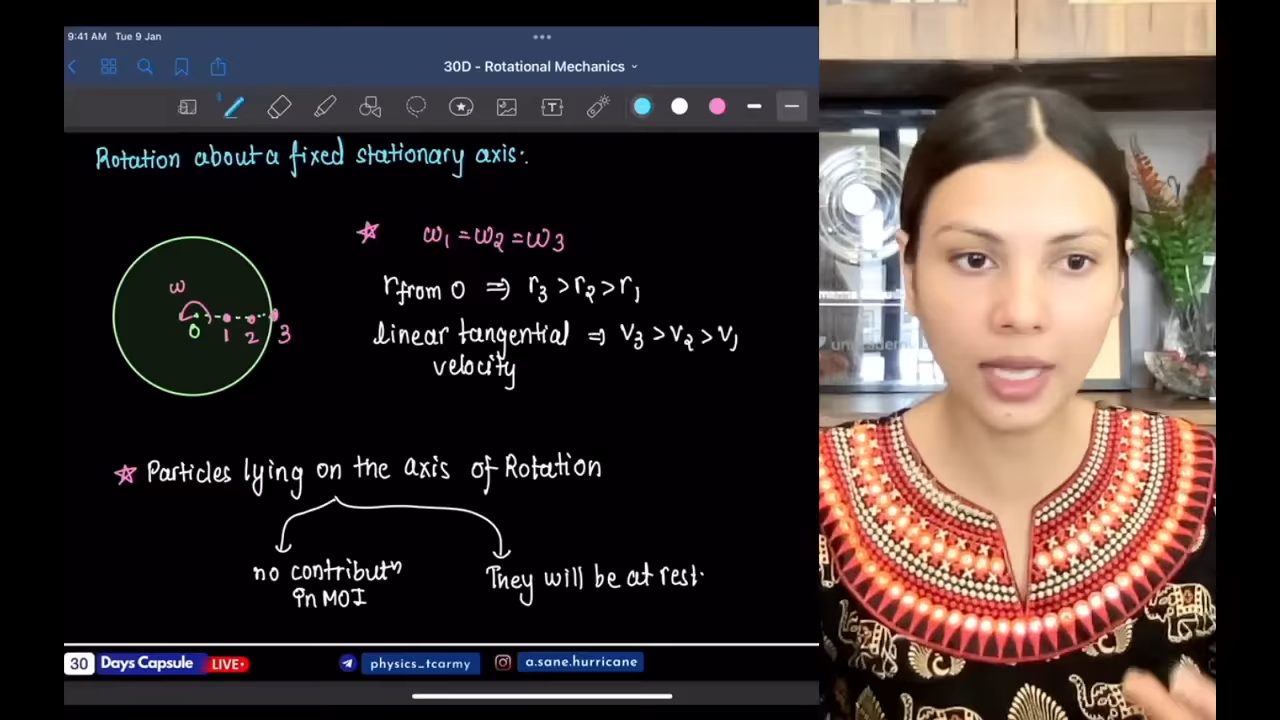 9:41 AM Tue 9 Jan
30D - Rotational Mechanics
Rotation about a fixed stationary axis.
☆ ω1 = ω2 = ω3
ω
0 1 2 3
r from 0 ⇒ r3 > r2 > r1
linear tangential velocity ⇒ v3 > v2 > v1
☆ Particles lying on the axis of Rotation
no contributn
in MOI
They will be at rest.
30 Days Capsule LIVE
physics_tcarmy
a.sane.hurricane